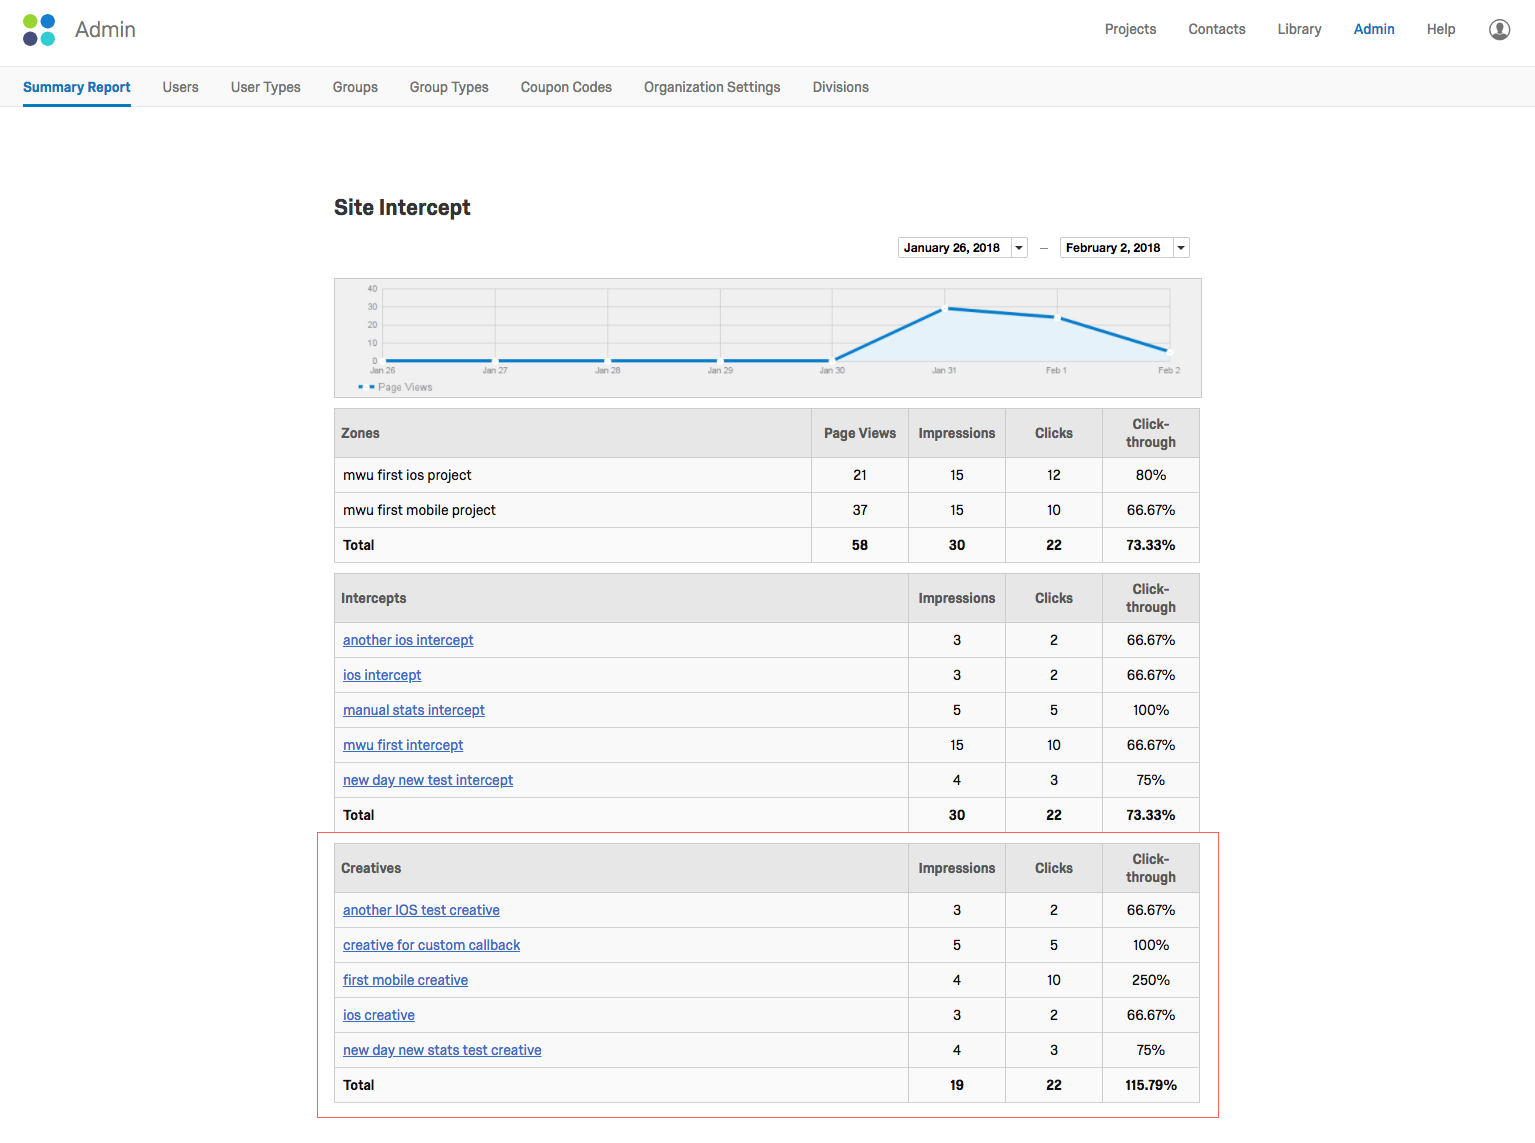 Admin
Projects Contacts Library Admin Help
Summary Report Users User Types Groups Group Types Coupon Codes Organization Settings Divisions
Site Intercept
January 26, 2018 – February 2, 2018
40
30
20
10
0
Jan 26 Jan 27 Jan 28 Jan 29 Jan 30 Jan 31 Feb 1 Feb 2
Page Views
Zones Page Views Impressions Clicks Click-
through
mwu first ios project 21 15 12 80%
mwu first mobile project 37 15 10 66.67%
Total 58 30 22 73.33%
Intercepts Impressions Clicks Click-
through
another ios intercept 3 2 66.67%
ios intercept 3 2 66.67%
manual stats intercept 5 5 100%
mwu first intercept 15 10 66.67%
new day new test intercept 4 3 75%
Total 30 22 73.33%
Creatives Impressions Clicks Click-
through
another IOS test creative 3 2 66.67%
creative for custom callback 5 5 100%
first mobile creative 4 10 250%
ios creative 3 2 66.67%
new day new stats test creative 4 3 75%
Total 19 22 115.79%